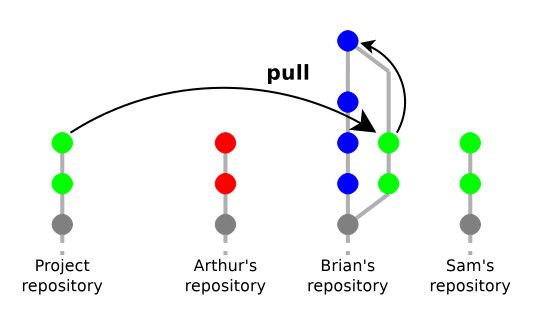 pull
Project
repository
Arthur's
repository
Brian's
repository
Sam's
repository